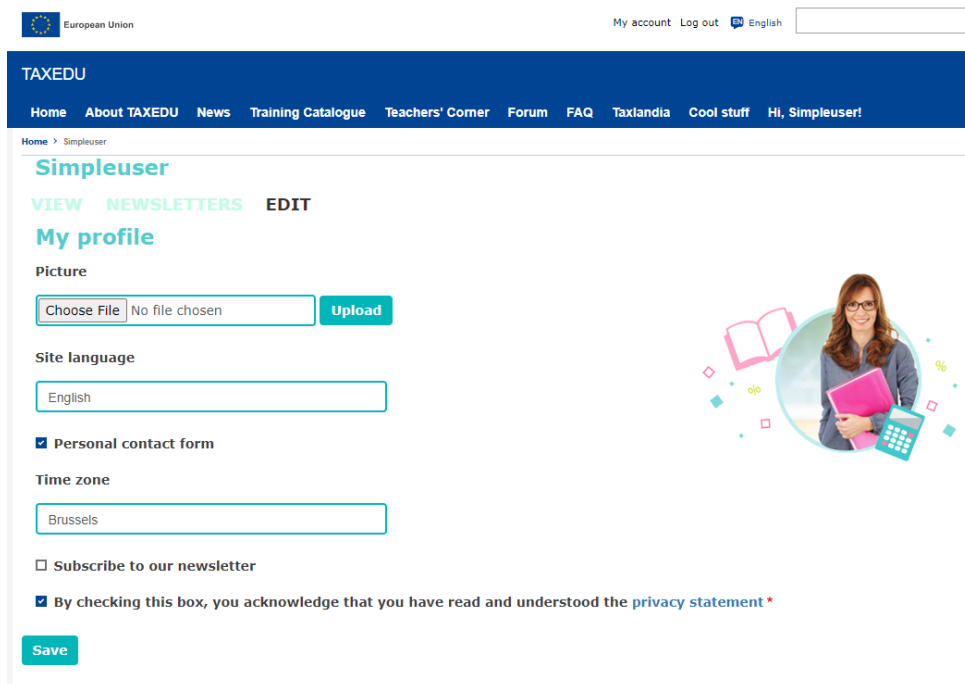 European Union
My account Log out EN English
TAXEDU
Home About TAXEDU News Training Catalogue Teachers' Corner Forum FAQ Taxlandia Cool stuff Hi, Simpleuser!
Home > Simpleuser
Simpleuser
VIEW NEWSLETTERS EDIT
My profile
Picture
Choose File No file chosen Upload
Site language
English
Personal contact form
Time zone
Brussels
Subscribe to our newsletter
By checking this box, you acknowledge that you have read and understood the privacy statement *
Save
%
%